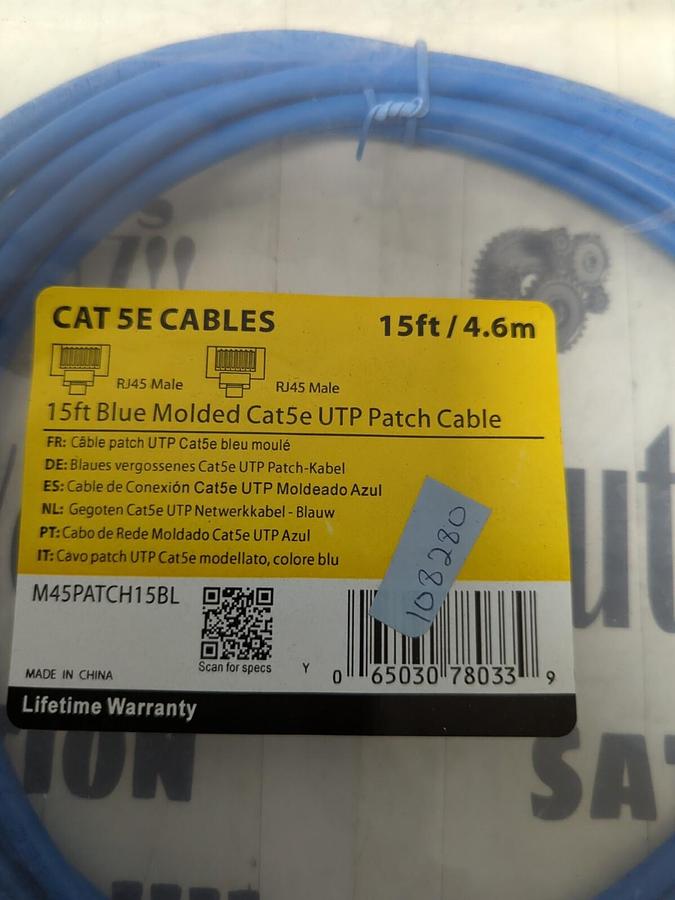 CAT 5E CABLES 15ft / 4.6m
RJ45 Male RJ45 Male
15ft Blue Molded Cat5e UTP Patch Cable
FR: Câble patch UTP Cat5e bleu moulé
DE: Blaues vergossenes Cat5e UTP Patch-Kabel
ES: Cable de Conexión Cat5e UTP Moldeado Azul
NL: Gegoten Cat5e UTP Netwerkkabel - Blauw
PT: Cabo de Rede Moldado Cat5e UTP Azul
IT: Cavo patch UTP Cat5e modellato, colore blu
108280
M45PATCH15BL
Scan for specs
Y
0 65030 78033 9
MADE IN CHINA
Lifetime Warranty